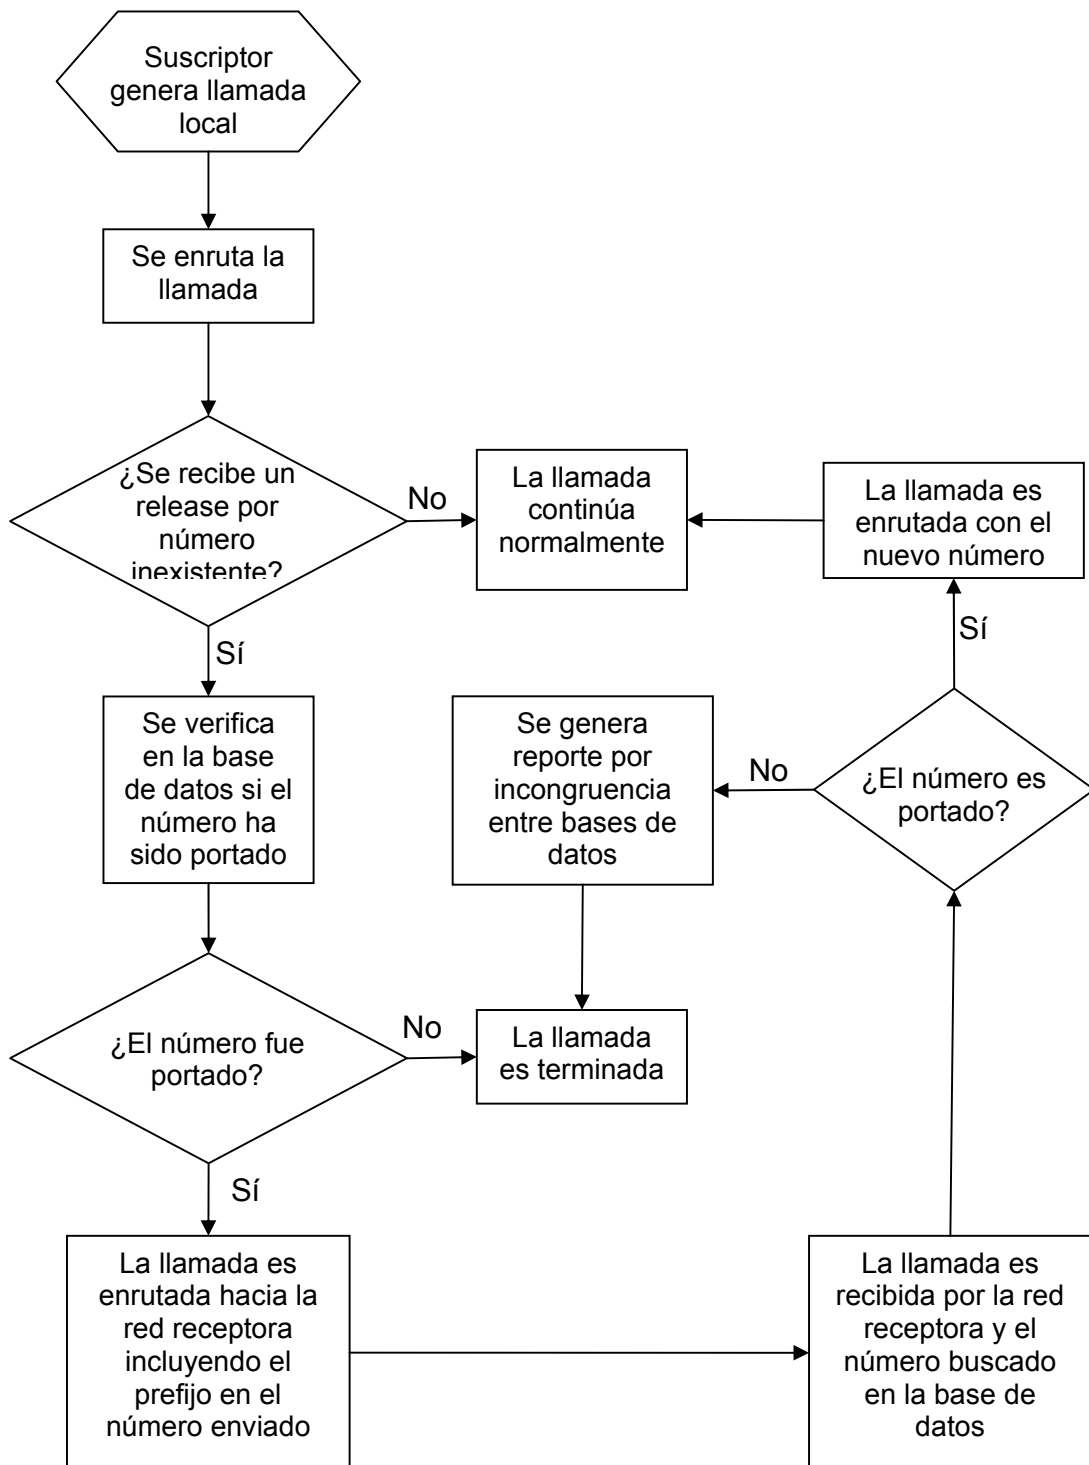 Suscriptor
genera llamada
local
Se enruta la
llamada
¿Se recibe un
release por
número
inexistente?
No
La llamada
continúa
normalmente
La llamada es
enrutada con el
nuevo número
Sí
Sí
Se verifica
en la base
de datos si el
número ha
sido portado
Se genera
reporte por
incongruencia
entre bases de
datos
No
¿El número es
portado?
¿El número fue
portado?
No
La llamada
es terminada
Sí
La llamada es
enrutada hacia la
red receptora
incluyendo el
prefijo en el
número enviado
La llamada es
recibida por la red
receptora y el
número buscado
en la base de
datos